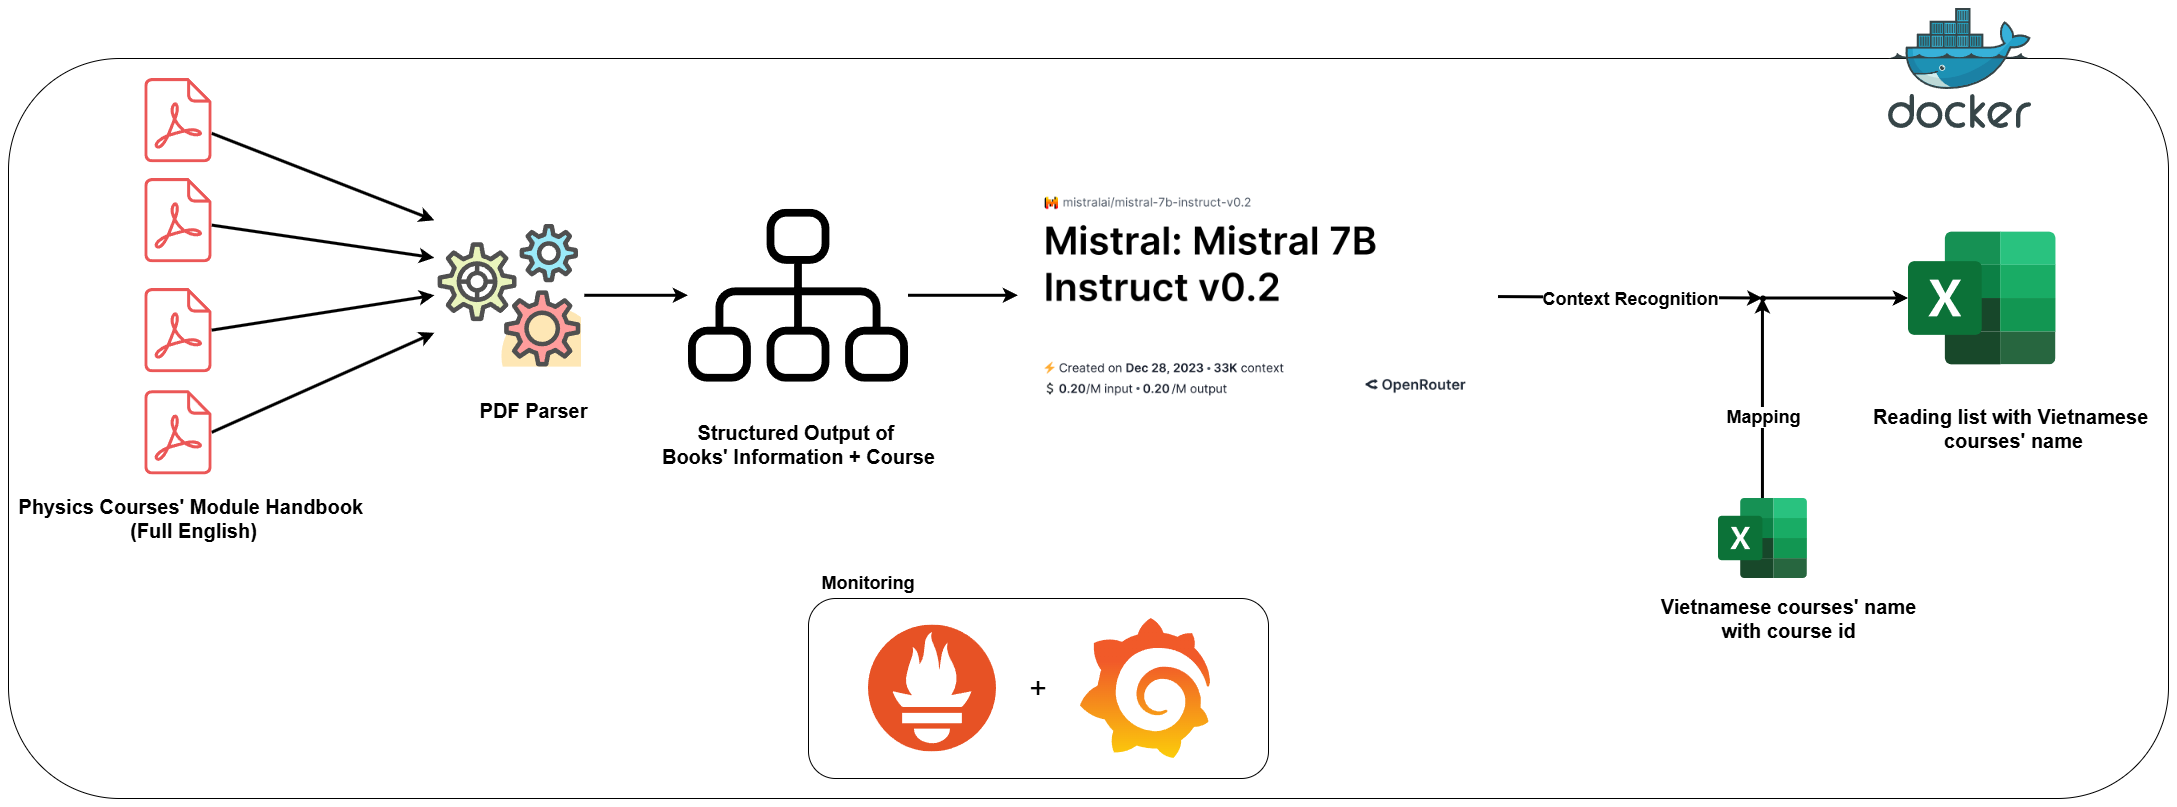 docker
mistralai/mistral-7b-instruct-v0.2
Mistral: Mistral 7B
Instruct v0.2
Created on Dec 28, 2023 • 33K context
$ 0.20/M input • 0.20/M output
OpenRouter
Context Recognition
X
Mapping
PDF Parser
Structured Output of
Books' Information + Course
Reading list with Vietnamese
courses' name
Physics Courses' Module Handbook
(Full English)
X
Vietnamese courses' name
with course id
Monitoring
+